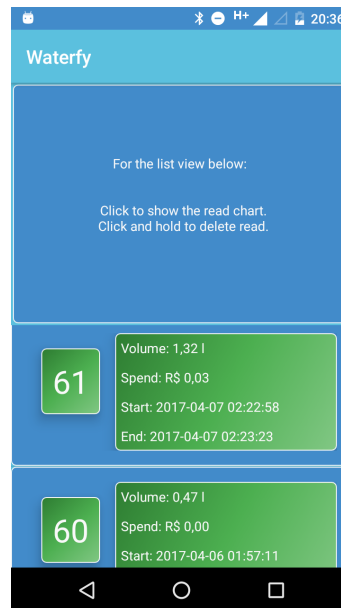 H+ 20:36
Waterfy
For the list view below:
Click to show the read chart.
Click and hold to delete read.
61
Volume: 1,32 l
Spend: R$ 0,03
Start: 2017-04-07 02:22:58
End: 2017-04-07 02:23:23
60
Volume: 0,47 l
Spend: R$ 0,00
Start: 2017-04-06 01:57:11